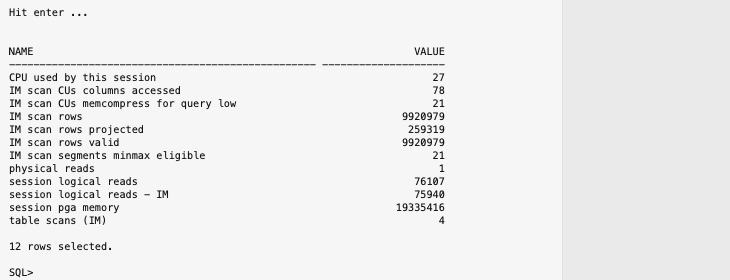 Hit enter ...
NAME VALUE
-------------------------------------------------- --------------------
CPU used by this session 27
IM scan CUs columns accessed 78
IM scan CUs memcompress for query low 21
IM scan rows 9920979
IM scan rows projected 259319
IM scan rows valid 9920979
IM scan segments minmax eligible 21
physical reads 1
session logical reads 76107
session logical reads - IM 75940
session pga memory 19335416
table scans (IM) 4
12 rows selected.
SQL>